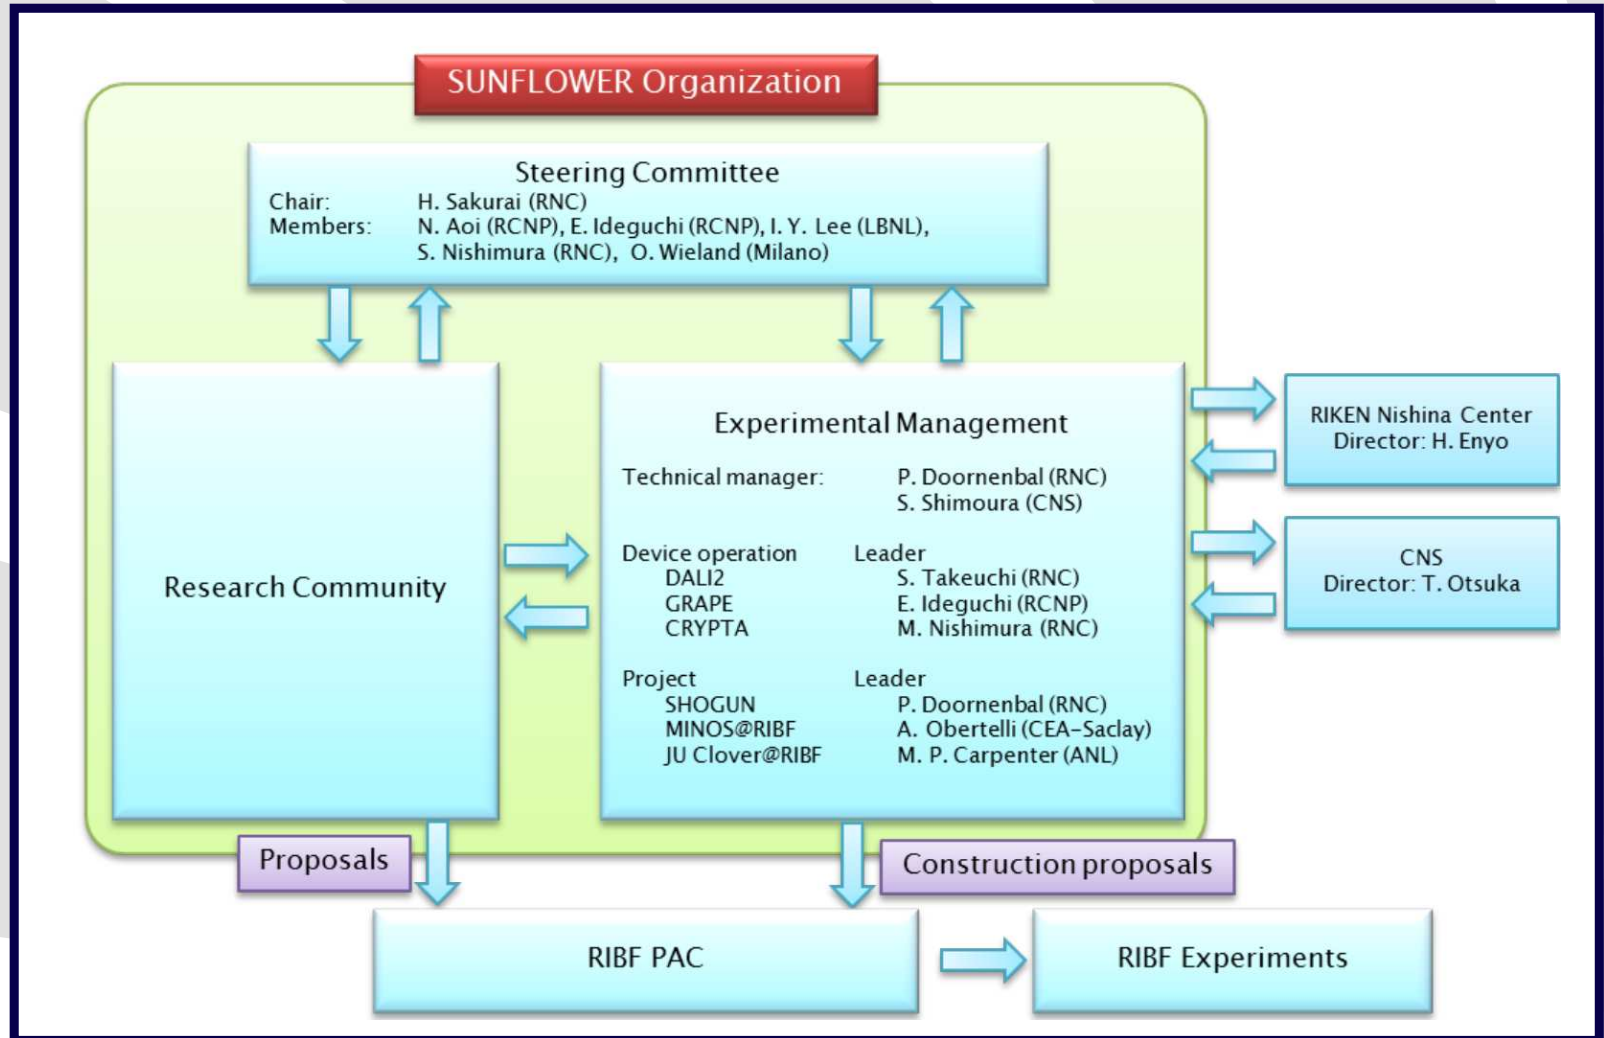 SUNFLOWER Organization
Steering Committee
Chair: H. Sakurai (RNC)
Members: N. Aoi (RCNP), E. Ideguchi (RCNP), I. Y. Lee (LBNL),
S. Nishimura (RNC), O. Wieland (Milano)
Research Community
Experimental Management
Technical manager: P. Doornenbal (RNC)
S. Shimoura (CNS)
Device operation Leader
DALI2 S. Takeuchi (RNC)
GRAPE E. Ideguchi (RCNP)
CRYPTA M. Nishimura (RNC)
Project Leader
SHOGUN P. Doornenbal (RNC)
MINOS@RIBF A. Obertelli (CEA-Saclay)
JU Clover@RIBF M. P. Carpenter (ANL)
RIKEN Nishina Center
Director: H. Enyo
CNS
Director: T. Otsuka
Proposals
Construction proposals
RIBF PAC
RIBF Experiments